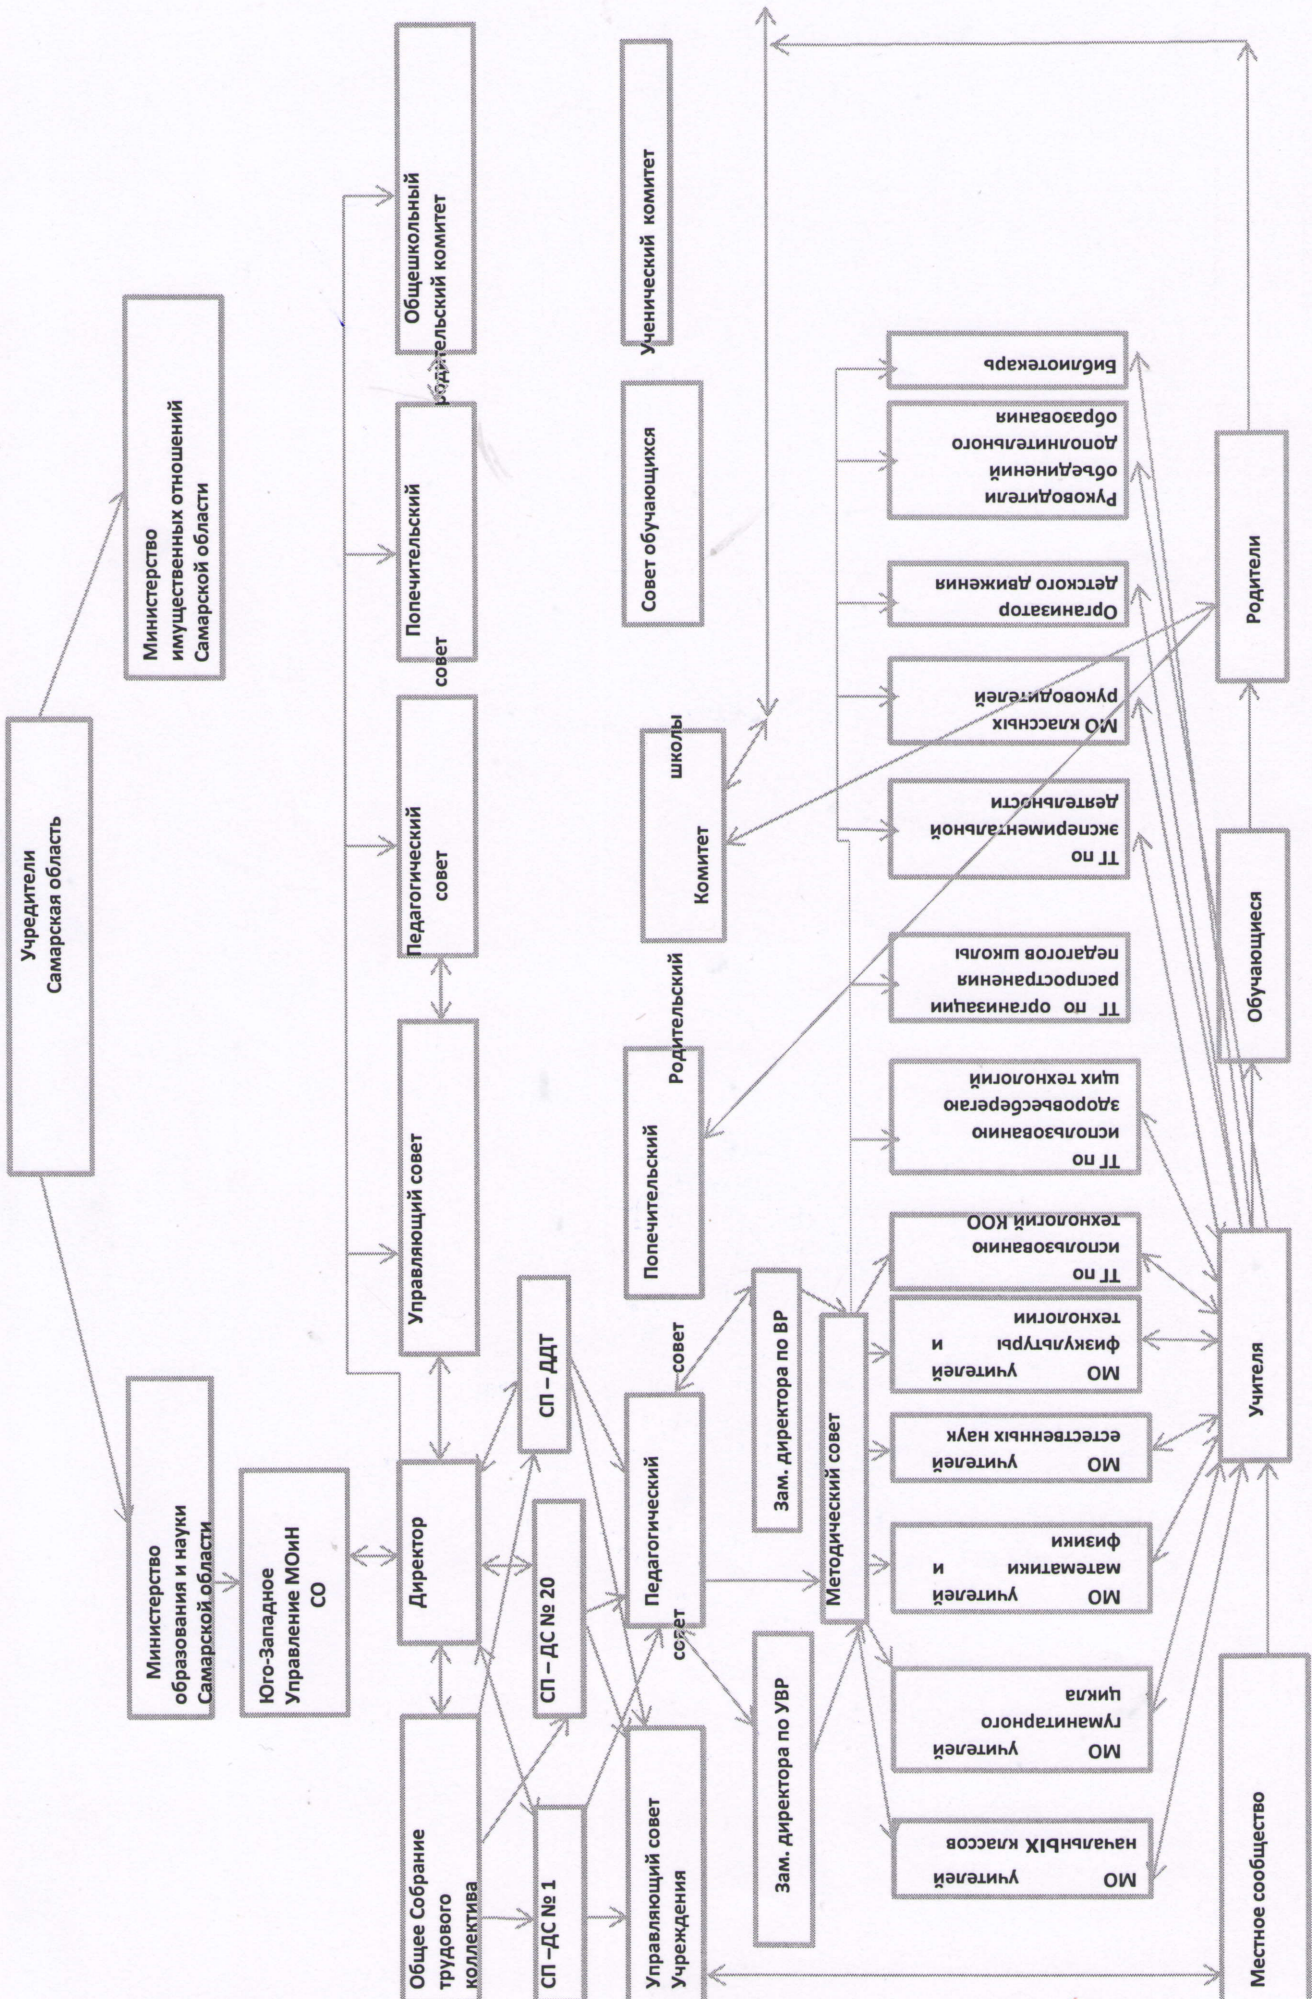 Учредители
Самарская область
Министерство
образования и науки
Самарской области
Министерство
имущественных отношений
Самарской области
Юго-Западное
Управление МОиН
СО
Общее Собрание
трудового
коллектива
Директор
Управляющий совет
Педагогический
совет
Попечительский
совет
Общешкольный
родительский комитет
СП –ДС № 1
СП – ДС № 20
СП – ДДТ
Управляющий совет
Учреждения
Педагогический
совет
совет
Попечительский
Родительский
Комитет
школы
Совет обучающихся
Ученический комитет
Зам. директора по УВР
Зам. директора по ВР
Методический совет
МО учителей
начальных классов
МО учителей
гуманитарного
цикла
МО учителей
математики и
физики
МО учителей
естественных наук
МО учителей
физкультуры и
технологии
ТГ по
использованию
технологий КОО
ТГ по
использованию
здоровьесберегаю
щих технологий
ТГ по организации
распространения
педагогов школы
ТГ по
экспериментальной
деятельности
МО классных
руководителей
Организатор
детского движения
Руководители
объединений
дополнительного
образования
Библиотекарь
Местное сообщество
Учителя
Обучающиеся
Родители